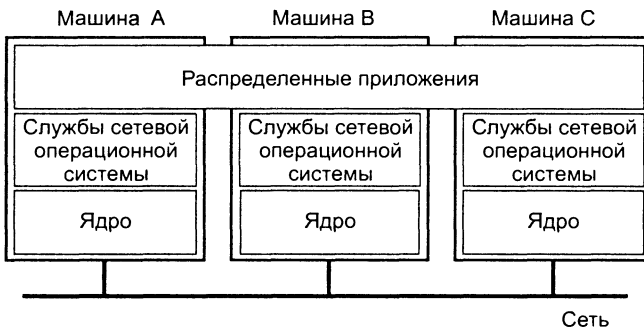 Машина А
Машина В
Машина С
Распределенные приложения
Службы сетевой
операционной
системы
Службы сетевой
операционной
системы
Службы сетевой
операционной
системы
Ядро
Ядро
Ядро
Сеть